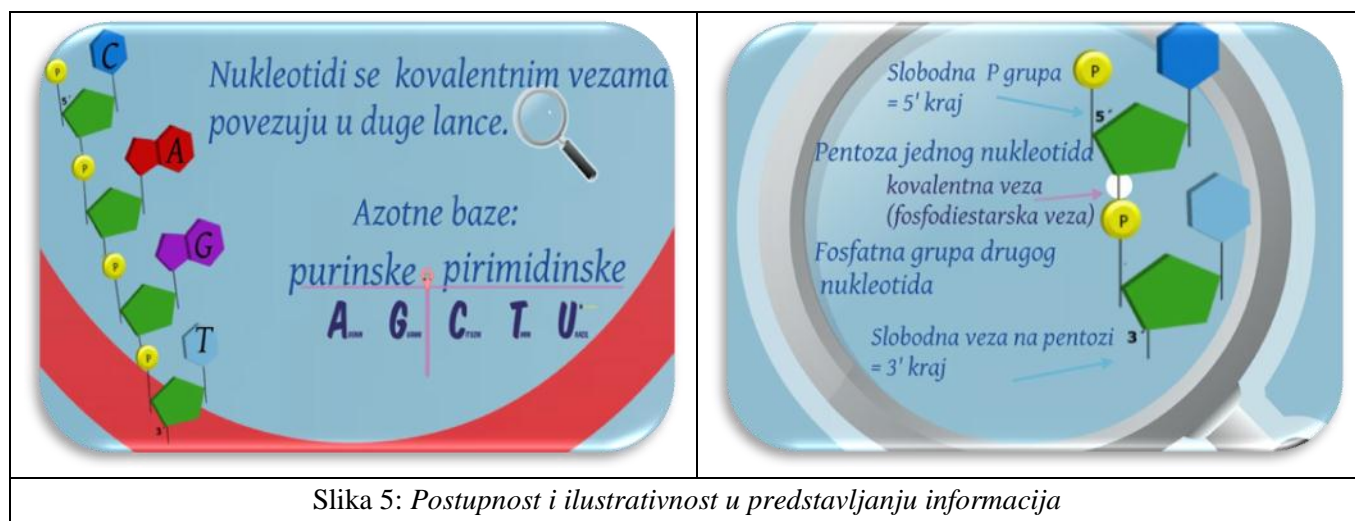 P
C
5'
Nukleotidi se kovalentnim vezama
povezuju u duge lance.
P
A
Azotne baze:
P
G
purinske pirimidinske
A G C T U
P
T
3'
Slobodna P grupa
= 5' kraj
P
5'
Pentoza jednog nukleotida
kovalentna veza
(fosfodiestarska veza)
P
Fosfatna grupa drugog
nukleotida
Slobodna veza na pentozi 3'
= 3' kraj
Slika 5: Postupnost i ilustrativnost u predstavljanju informacija